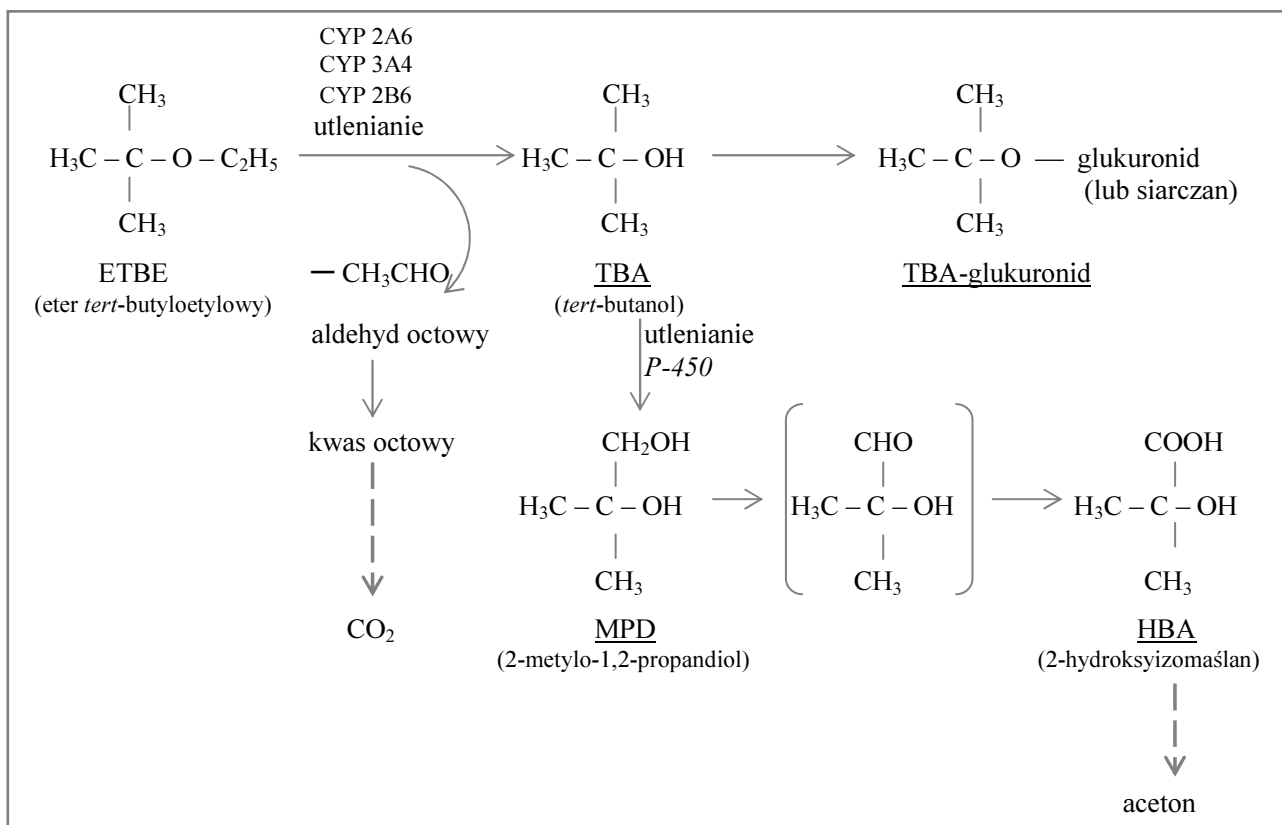 CYP 2A6
CYP 3A4
CYP 2B6
utlenianie
CH₃
H₃C – C – O – C₂H₅
CH₃
ETBE
(eter tert-butyloetylowy)
CH₃
H₃C – C – OH
CH₃
TBA
(tert-butanol)
CH₃
H₃C – C – O — glukuronid
(lub siarczan)
CH₃
TBA-glukuronid
– CH₃CHO
aldehyd octowy
kwas octowy
CO₂
utlenianie
P-450
CH₂OH
H₃C – C – OH
CH₃
MPD
(2-metylo-1,2-propandiol)
CHO
H₃C – C – OH
CH₃
COOH
H₃C – C – OH
CH₃
HBA
(2-hydroksyizomaślan)
aceton